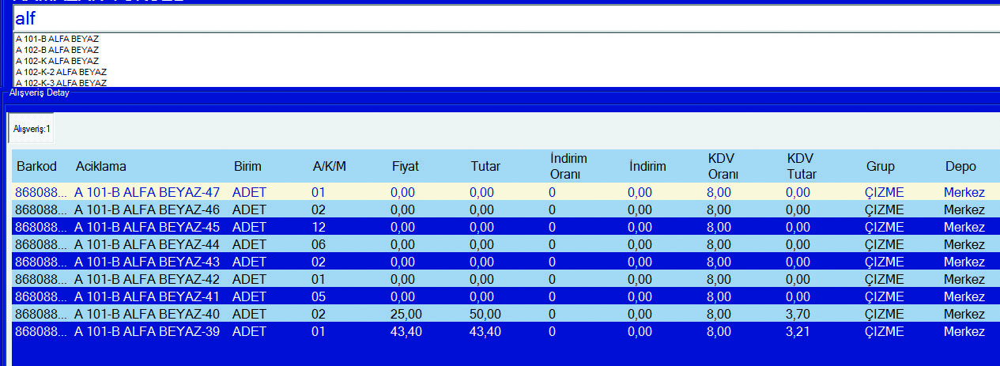 alf
A 101-B ALFA BEYAZ
A 102-B ALFA BEYAZ
A 102-K ALFA BEYAZ
A 102-K-2 ALFA BEYAZ
A 102-K-3 ALFA BEYAZ
Alışveriş Detay
Alışveriş:1
Barkod Aciklama Birim A/K/M Fiyat Tutar İndirim Oranı İndirim KDV Oranı KDV Tutar Grup Depo
868088... A 101-B ALFA BEYAZ-47 ADET 01 0,00 0,00 0 0,00 8,00 0,00 ÇIZME Merkez
868088... A 101-B ALFA BEYAZ-46 ADET 02 0,00 0,00 0 0,00 8,00 0,00 ÇIZME Merkez
868088... A 101-B ALFA BEYAZ-45 ADET 12 0,00 0,00 0 0,00 8,00 0,00 ÇIZME Merkez
868088... A 101-B ALFA BEYAZ-44 ADET 06 0,00 0,00 0 0,00 8,00 0,00 ÇIZME Merkez
868088... A 101-B ALFA BEYAZ-43 ADET 02 0,00 0,00 0 0,00 8,00 0,00 ÇIZME Merkez
868088... A 101-B ALFA BEYAZ-42 ADET 01 0,00 0,00 0 0,00 8,00 0,00 ÇIZME Merkez
868088... A 101-B ALFA BEYAZ-41 ADET 05 0,00 0,00 0 0,00 8,00 0,00 ÇIZME Merkez
868088... A 101-B ALFA BEYAZ-40 ADET 02 25,00 50,00 0 0,00 8,00 3,70 ÇIZME Merkez
868088... A 101-B ALFA BEYAZ-39 ADET 01 43,40 43,40 0 0,00 8,00 3,21 ÇIZME Merkez